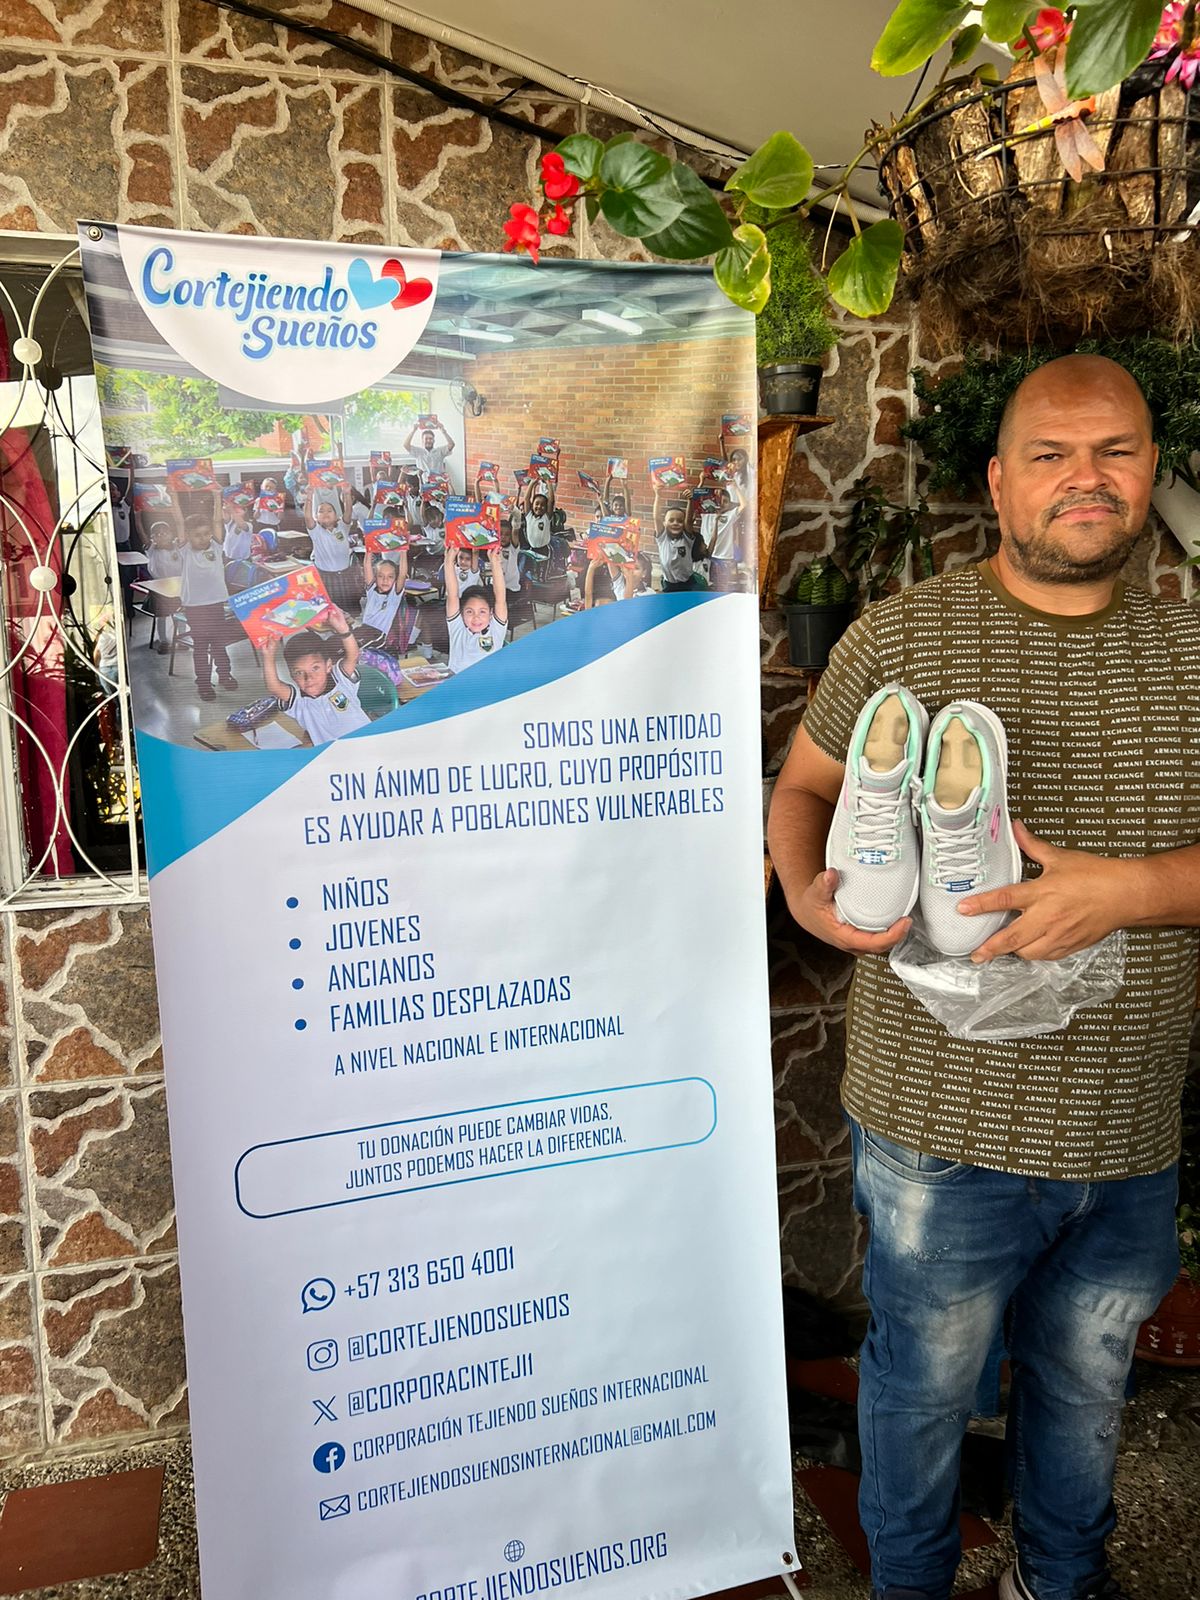 Cortejiendo
Sueños
SOMOS UNA ENTIDAD
SIN ÁNIMO DE LUCRO, CUYO PROPÓSITO
ES AYUDAR A POBLACIONES VULNERABLES
• NIÑOS
• JOVENES
• ANCIANOS
• FAMILIAS DESPLAZADAS
A NIVEL NACIONAL E INTERNACIONAL
TU DONACIÓN PUEDE CAMBIAR VIDAS,
JUNTOS PODEMOS HACER LA DIFERENCIA.
+57 313 650 4001
@CORTEJIENDOSUENOS
@CORPORACINTEJI1
CORPORACIÓN TEJIENDO SUEÑOS INTERNACIONAL
CORTEJIENDOSUENOSINTERNACIONAL@GMAIL.COM
CORTEJIENDOSUENOS.ORG
ARMANI EXCHANGE